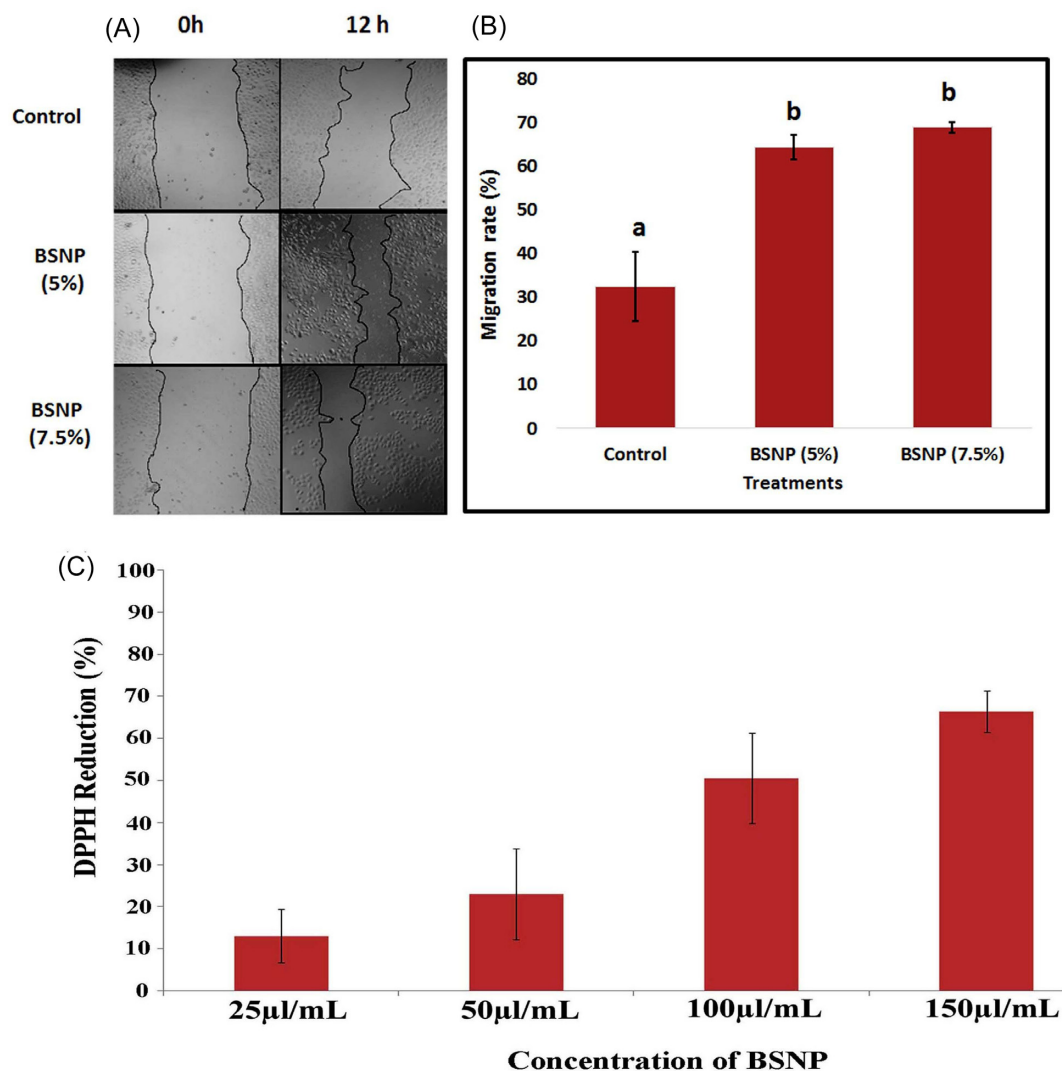 (A)
0h
12 h
Control
BSNP
(5%)
BSNP
(7.5%)
(B)
80
70
60
50
40
30
20
10
0
Migration rate (%)
a
b
b
Control
BSNP (5%)
BSNP (7.5%)
Treatments
(C)
100
90
80
70
60
50
40
30
20
10
0
DPPH Reduction (%)
25µl/mL
50µl/mL
100µl/mL
150µl/mL
Concentration of BSNP